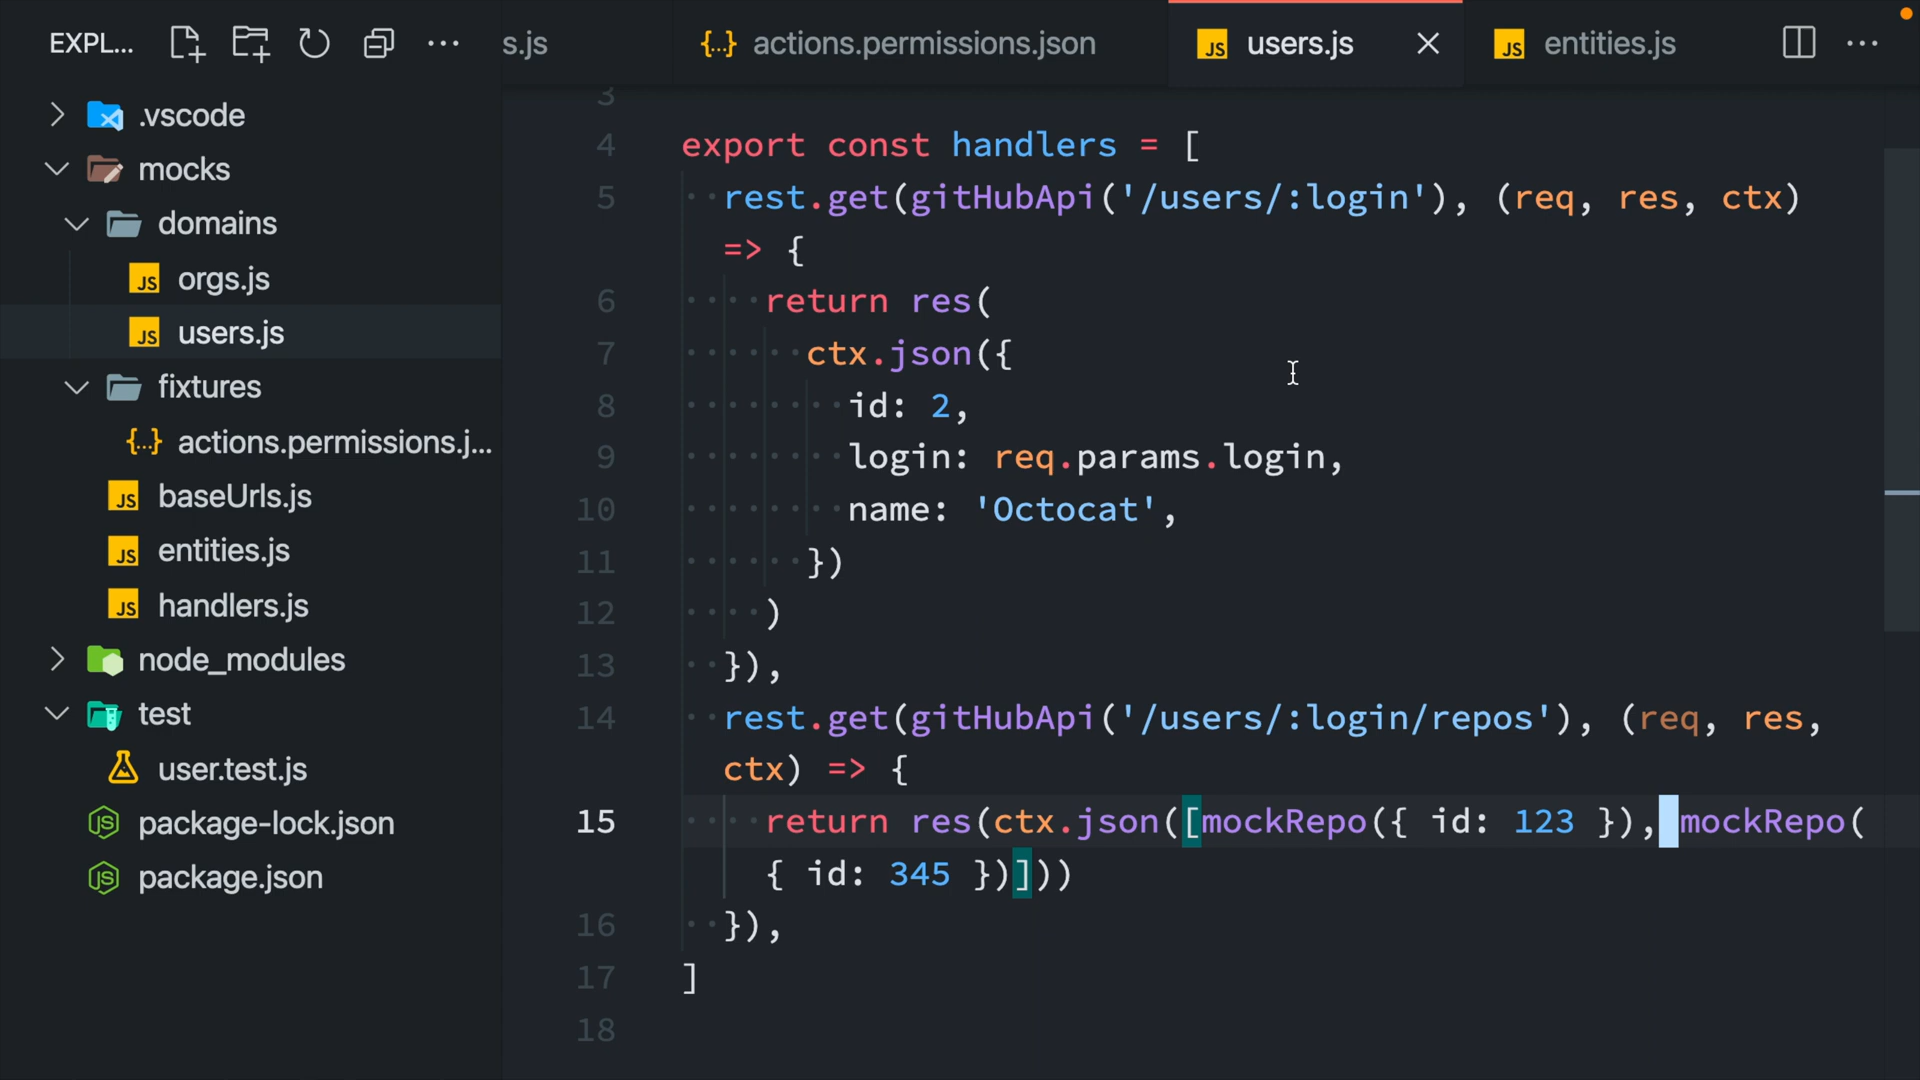 EXPL...
s.js
{..} actions.permissions.json
JS users.js
JS entities.js
.vscode
mocks
domains
JS orgs.js
JS users.js
fixtures
{..} actions.permissions.j...
JS baseUrls.js
JS entities.js
JS handlers.js
node_modules
test
user.test.js
JS package-lock.json
JS package.json
3
4 export const handlers = [
5 ··rest.get(gitHubApi('/users/:login'), (req, res, ctx)
=> {
6 ····return res(
7 ······ctx.json({
8 ········id: 2,
9 ········login: req.params.login,
10 ········name: 'Octocat',
11 ······})
12 ····)
13 ··}),
14 ··rest.get(gitHubApi('/users/:login/repos'), (req, res,
ctx) => {
15 ····return res(ctx.json([mockRepo({ id: 123 }), mockRepo(
{ id: 345 })]))
16 ··}),
17 ]
18